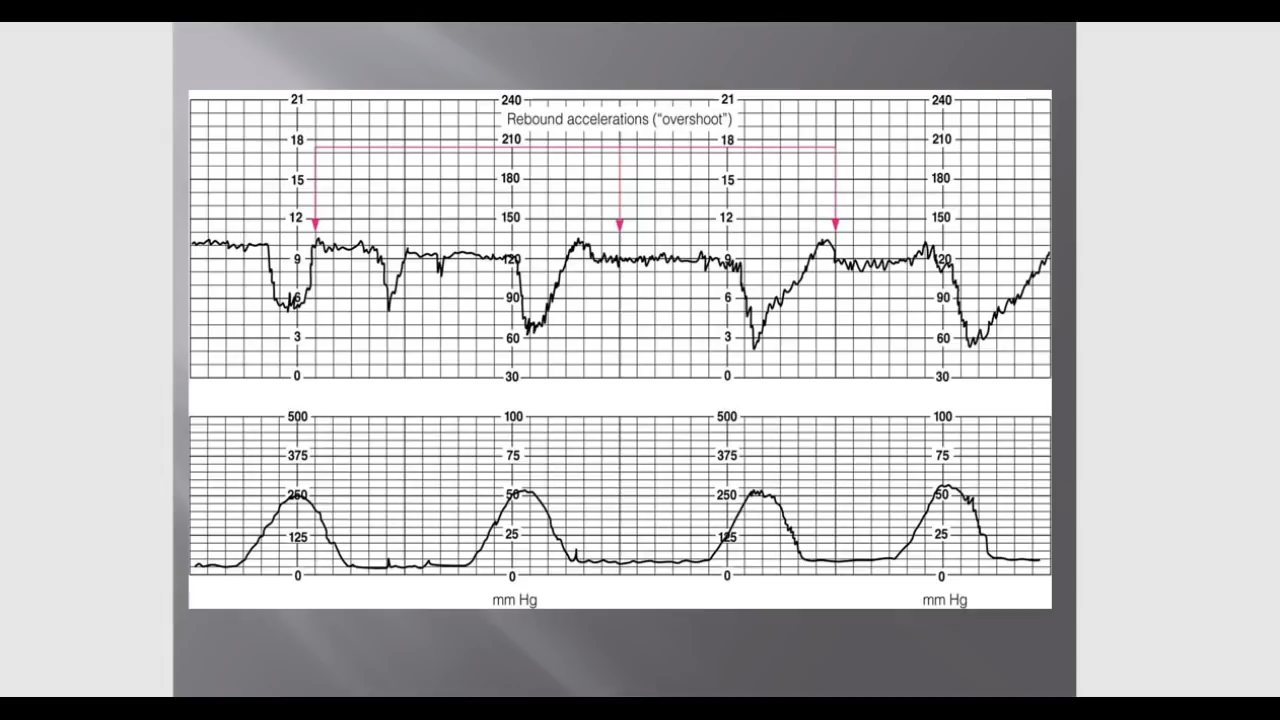 21 240 21 240
Rebound accelerations (“overshoot”)
18 210 18 210
15 180 15 180
12 150 12 150
9 120 9 120
6 90 6 90
3 60 3 60
0 30 0 30
500 100 500 100
375 75 375 75
250 50 250 50
125 25 125 25
0 0 0 0
mm Hg mm Hg